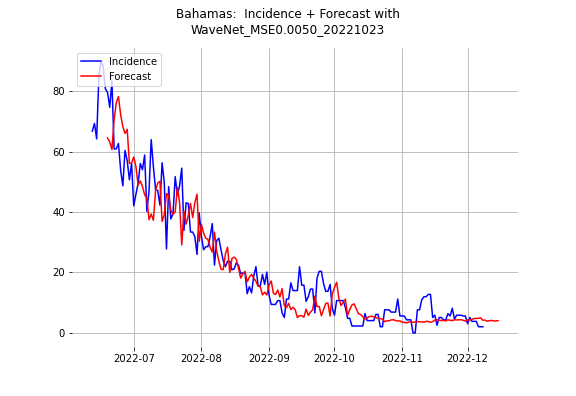 Bahamas:  Incidence + Forecast with
WaveNet_MSE0.0050_20221023
Incidence
Forecast
80
60
40
20
0
2022-07
2022-08
2022-09
2022-10
2022-11
2022-12